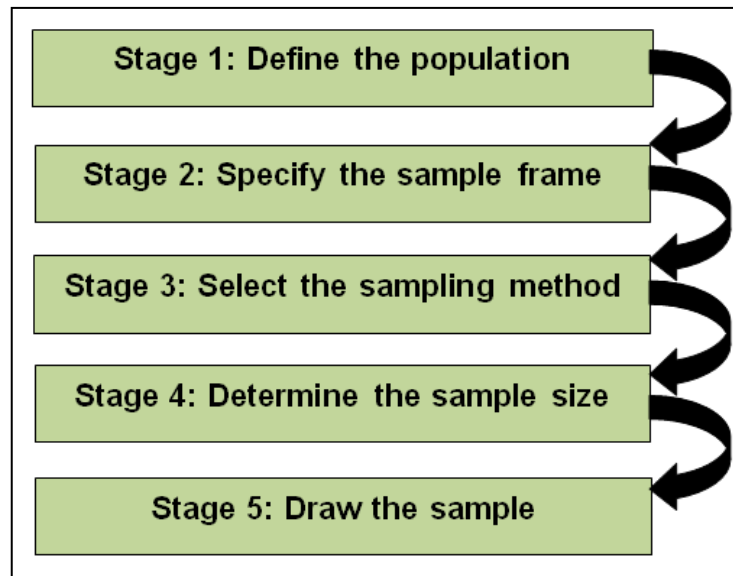 Stage 1: Define the population
Stage 2: Specify the sample frame
Stage 3: Select the sampling method
Stage 4: Determine the sample size
Stage 5: Draw the sample